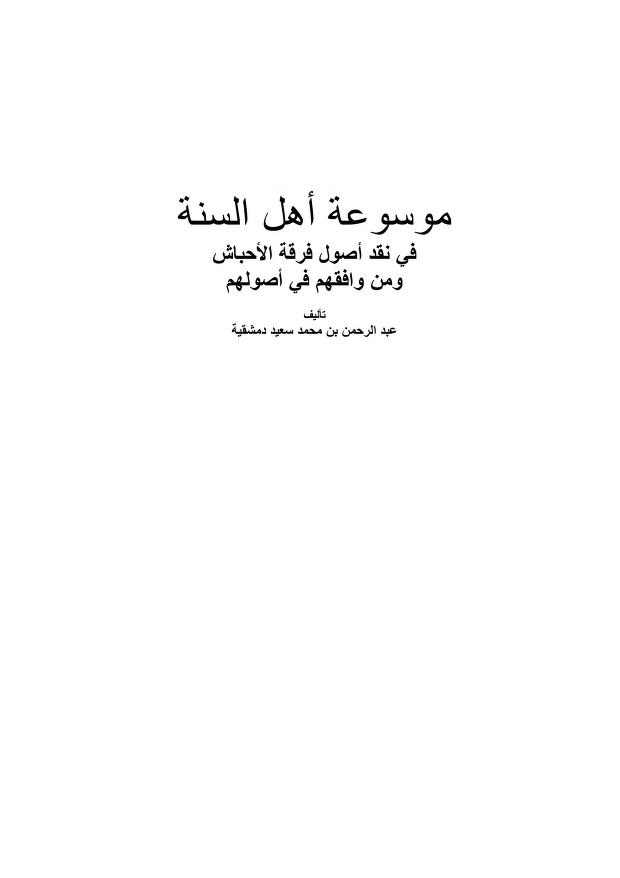 موسوعة أهل السنة
في نقد أصول فرقة الأحباش
ومن وافقهم في أصولهم
تأليف
عبد الرحمن بن محمد سعيد دمشقية